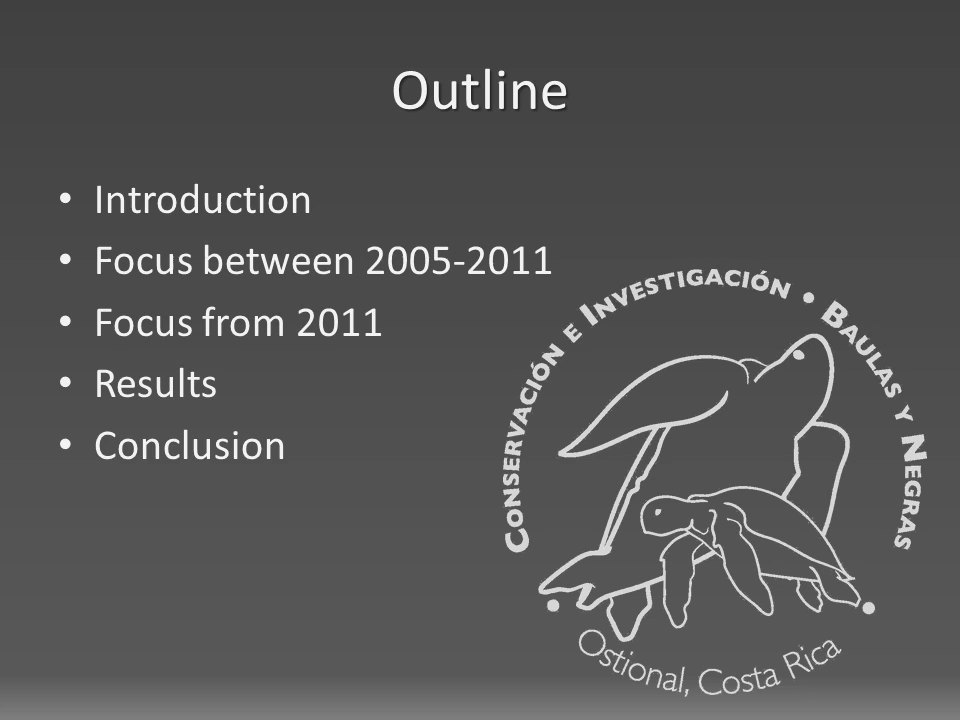 Outline
• Introduction
• Focus between 2005-2011
• Focus from 2011
• Results
• Conclusion
CONSERVACIÓN E INVESTIGACIÓN • BAULAS Y NEGRAS
• Ostional, Costa Rica •